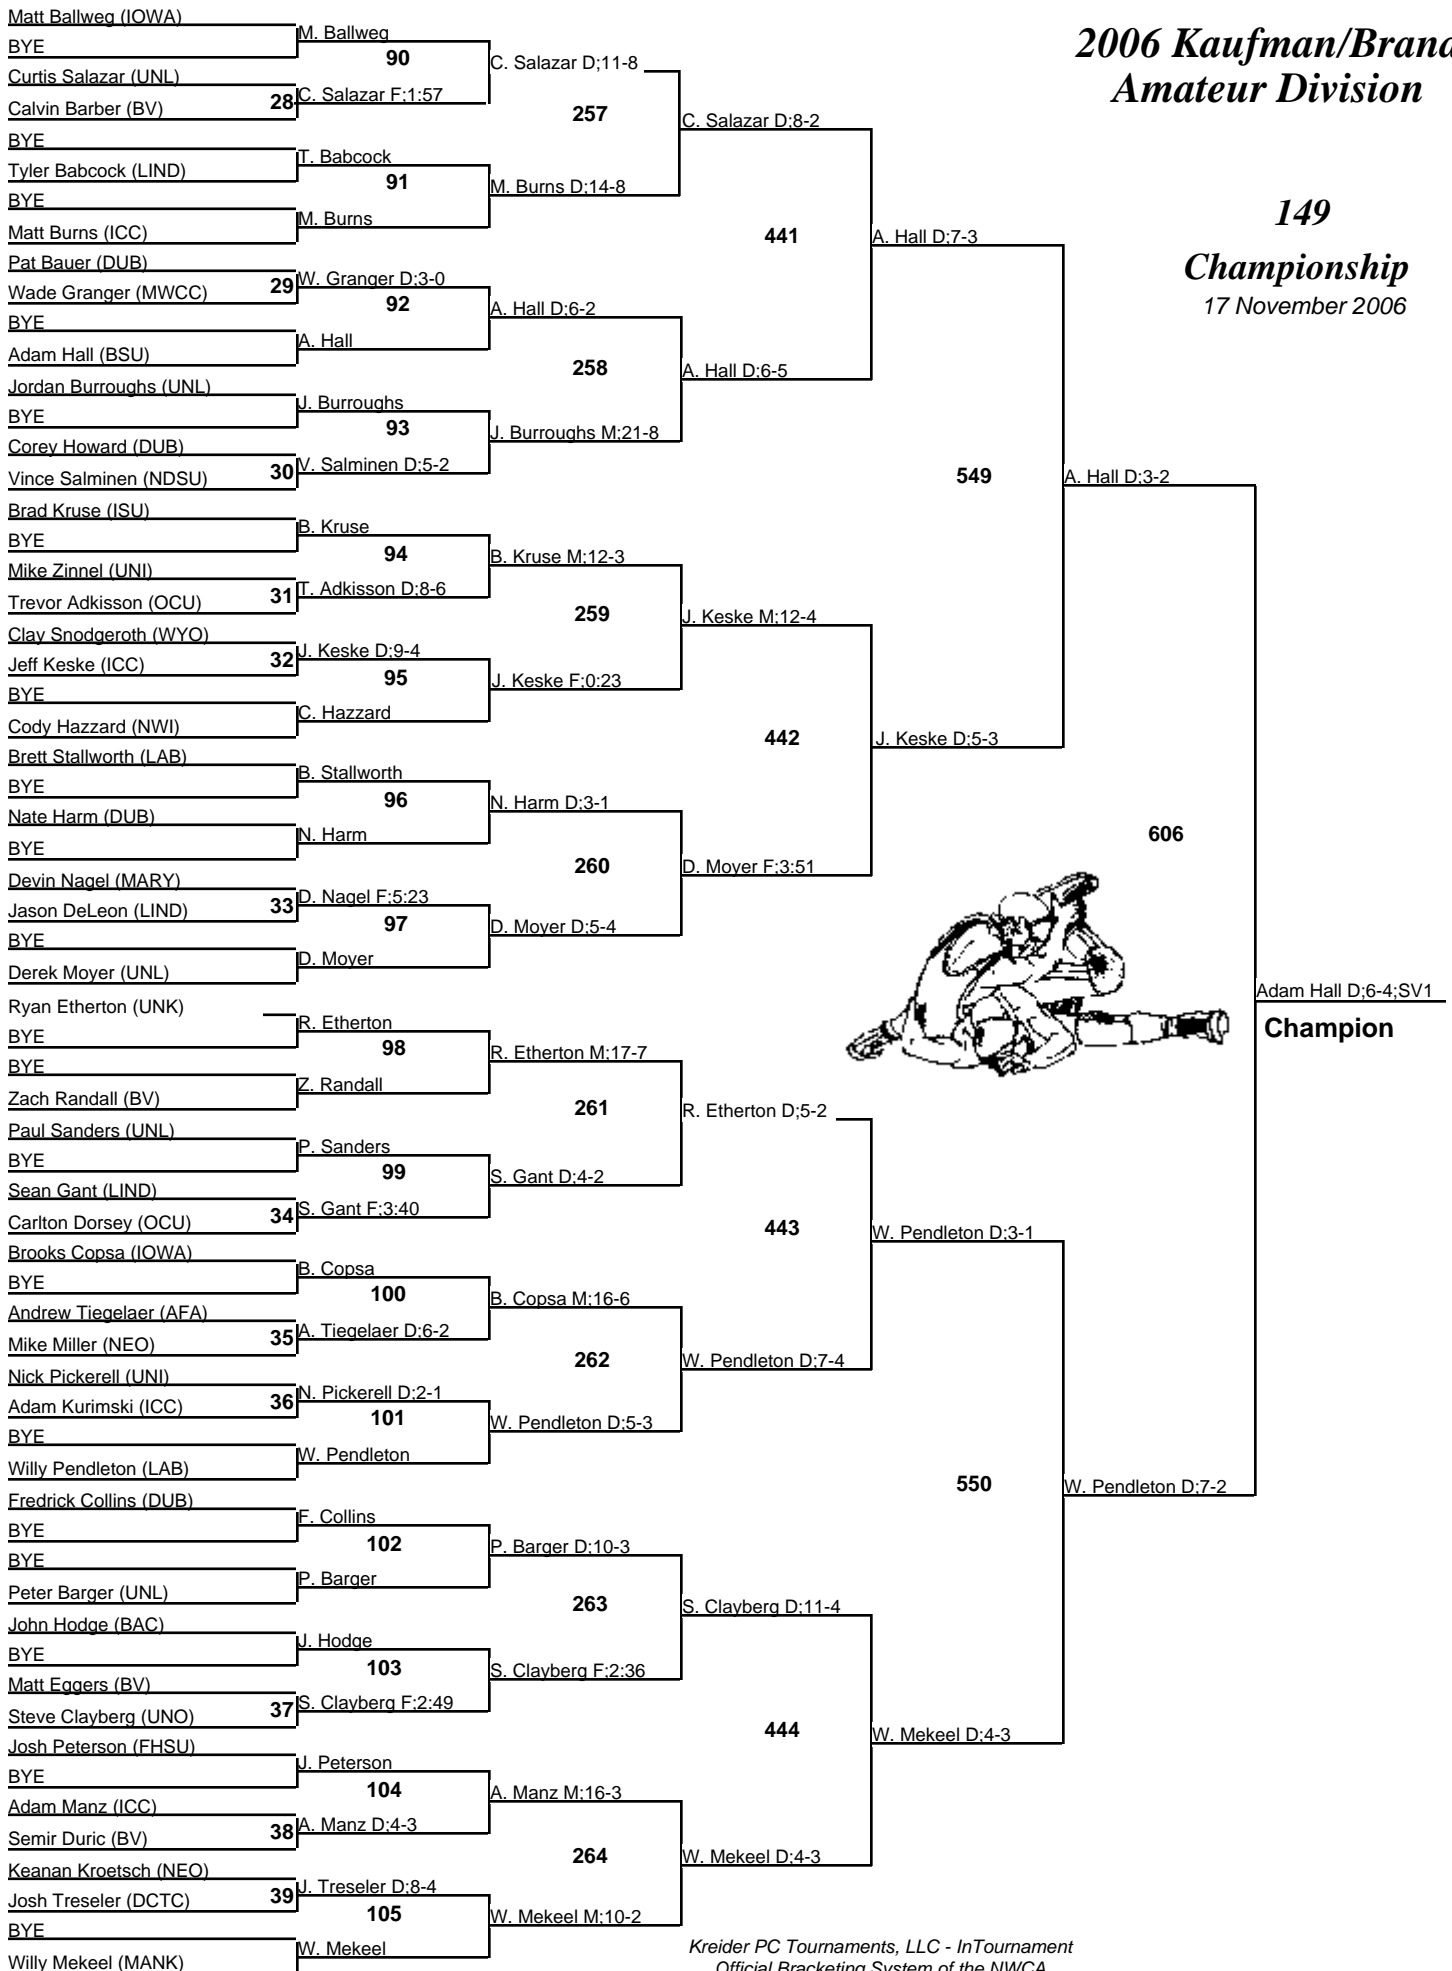 2006 Kaufman/Brand
Amateur Division
149
Championship
17 November 2006
Matt Ballweg (IOWA)
BYE
Curtis Salazar (UNL)
Calvin Barber (BV)
BYE
Tyler Babcock (LIND)
BYE
Matt Burns (ICC)
Pat Bauer (DUB)
Wade Granger (MWCC)
BYE
Adam Hall (BSU)
Jordan Burroughs (UNL)
BYE
Corey Howard (DUB)
Vince Salminen (NDSU)
Brad Kruse (ISU)
BYE
Mike Zinnel (UNI)
Trevor Adkisson (OCU)
Clay Snodgeroth (WYO)
Jeff Keske (ICC)
BYE
Cody Hazzard (NWI)
Brett Stallworth (LAB)
BYE
Nate Harm (DUB)
BYE
Devin Nagel (MARY)
Jason DeLeon (LIND)
BYE
Derek Moyer (UNL)
Ryan Etherton (UNK)
BYE
BYE
Zach Randall (BV)
Paul Sanders (UNL)
BYE
Sean Gant (LIND)
Carlton Dorsey (OCU)
Brooks Copsa (IOWA)
BYE
Andrew Tiegelaer (AFA)
Mike Miller (NEO)
Nick Pickerell (UNI)
Adam Kurimski (ICC)
BYE
Willy Pendleton (LAB)
Fredrick Collins (DUB)
BYE
BYE
Peter Barger (UNL)
John Hodge (BAC)
BYE
Matt Eggers (BV)
Steve Clayberg (UNO)
Josh Peterson (FHSU)
BYE
Adam Manz (ICC)
Semir Duric (BV)
Keanan Kroetsch (NEO)
Josh Treseler (DCTC)
BYE
Willy Mekeel (MANK)
28
29
30
31
32
33
34
35
36
37
38
39
M. Ballweg
90
C. Salazar F;1:57
T. Babcock
91
M. Burns
W. Granger D;3-0
92
A. Hall
J. Burroughs
93
V. Salminen D;5-2
B. Kruse
94
T. Adkisson D;8-6
J. Keske D;9-4
95
C. Hazzard
B. Stallworth
96
N. Harm
D. Nagel F;5:23
97
D. Moyer
R. Etherton
98
Z. Randall
P. Sanders
99
S. Gant F;3:40
B. Copsa
100
A. Tiegelaer D;6-2
N. Pickerell D;2-1
101
W. Pendleton
F. Collins
102
P. Barger
J. Hodge
103
S. Clayberg F;2:49
J. Peterson
104
A. Manz D;4-3
J. Treseler D;8-4
105
W. Mekeel
C. Salazar D;11-8
257
M. Burns D;14-8
A. Hall D;6-2
258
J. Burroughs M;21-8
B. Kruse M;12-3
259
J. Keske F;0:23
N. Harm D;3-1
260
D. Moyer D;5-4
R. Etherton M;17-7
261
S. Gant D;4-2
B. Copsa M;16-6
262
W. Pendleton D;5-3
P. Barger D;10-3
263
S. Clayberg F;2:36
A. Manz M;16-3
264
W. Mekeel M;10-2
C. Salazar D;8-2
441
A. Hall D;6-5
J. Keske M;12-4
442
D. Moyer F;3:51
R. Etherton D;5-2
443
W. Pendleton D;7-4
S. Clayberg D;11-4
444
W. Mekeel D;4-3
A. Hall D;7-3
549
J. Keske D;5-3
W. Pendleton D;3-1
550
W. Mekeel D;4-3
A. Hall D;3-2
606
W. Pendleton D;7-2
Adam Hall D;6-4;SV1
Champion
Kreider PC Tournaments, LLC - InTournament
Official Bracketing System of the NWCA